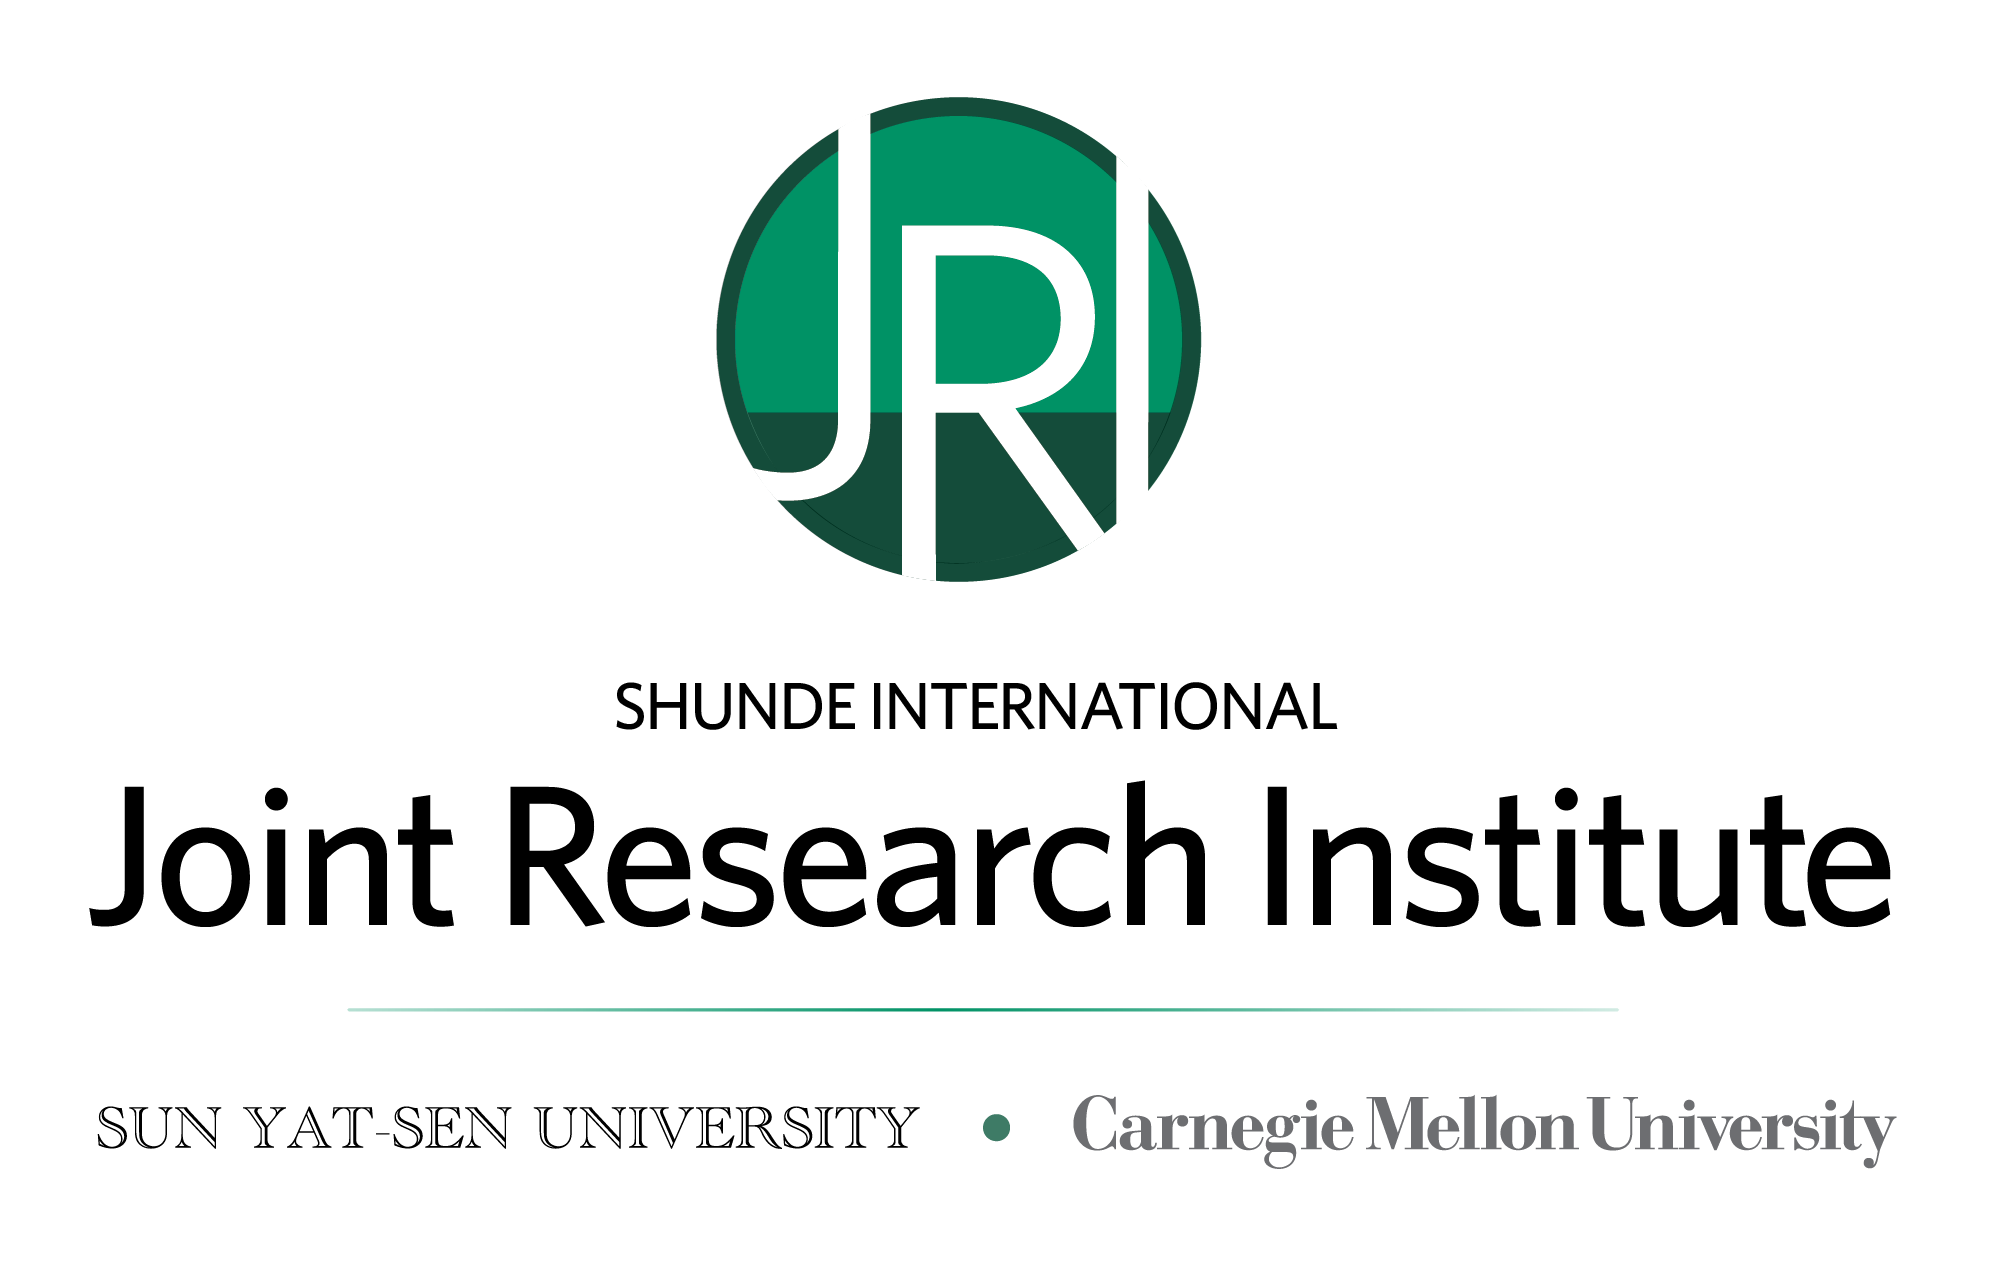 JRI
SHUNDE INTERNATIONAL
Joint Research Institute
SUN YAT-SEN UNIVERSITY • Carnegie Mellon University